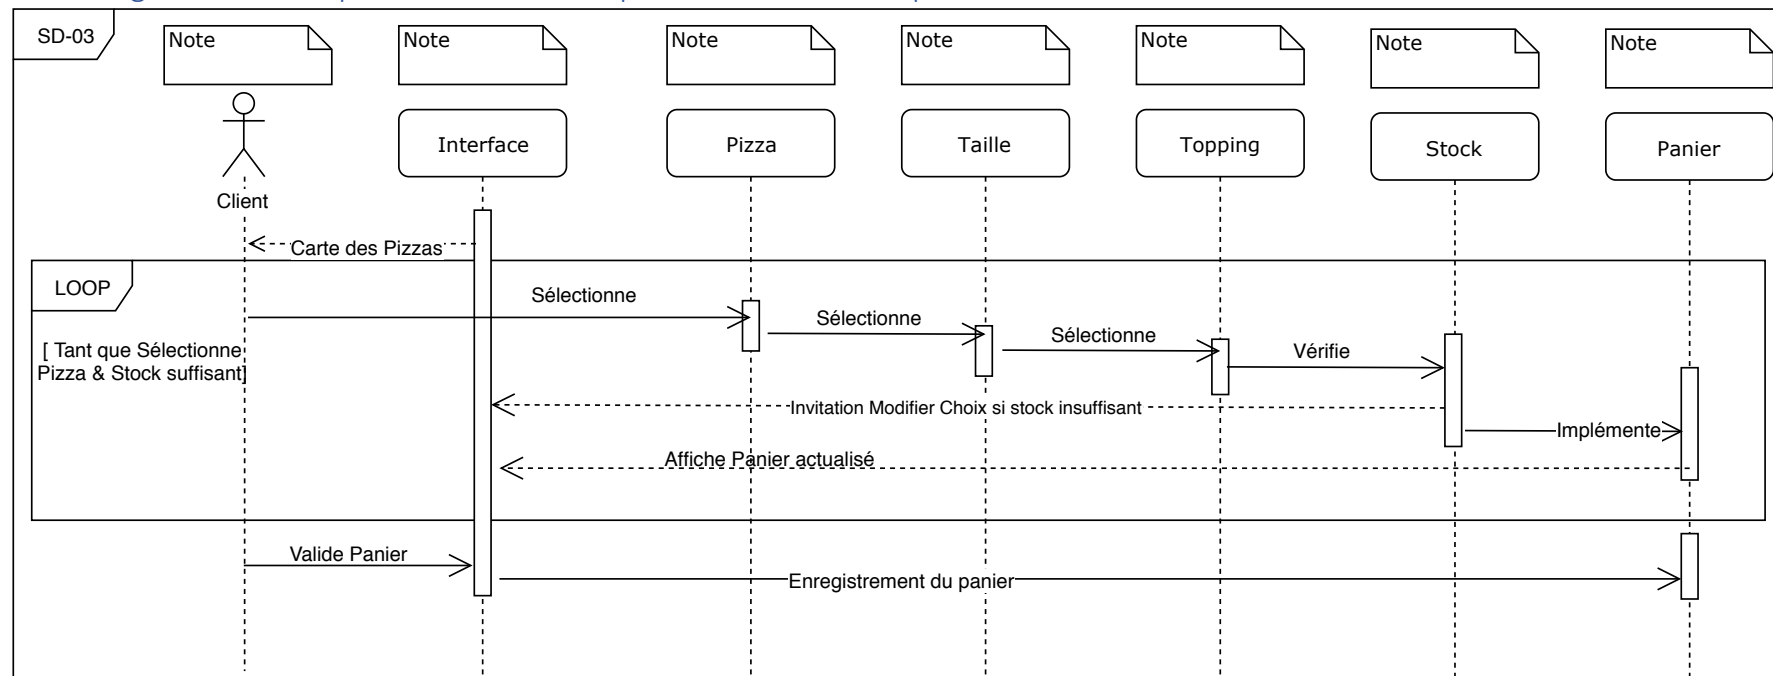 SD-03
Note
Note
Note
Note
Note
Note
Note
Client
Interface
Pizza
Taille
Topping
Stock
Panier
Carte des Pizzas
LOOP
[ Tant que Sélectionne
Pizza & Stock suffisant]
Sélectionne
Sélectionne
Sélectionne
Vérifie
Invitation Modifier Choix si stock insuffisant
Implémente
Affiche Panier actualisé
Valide Panier
Enregistrement du panier